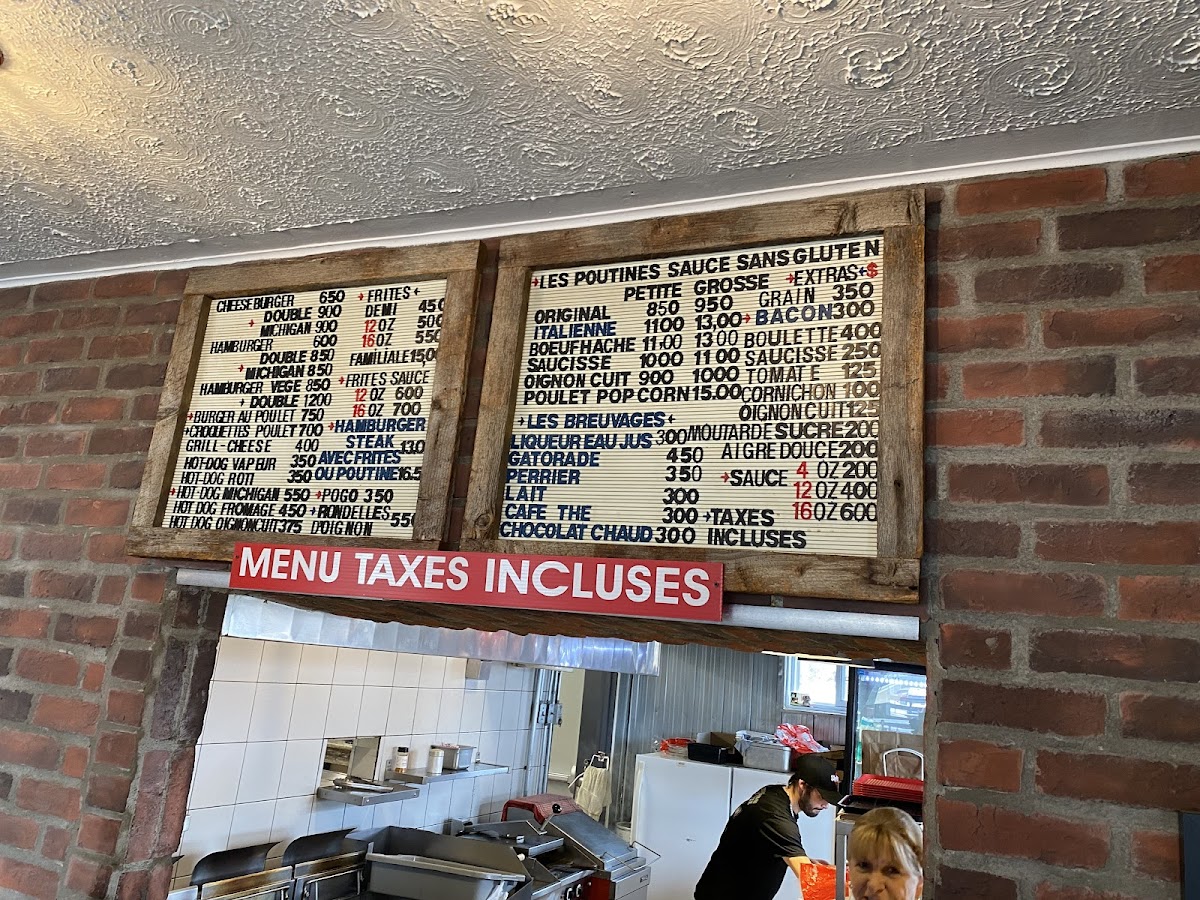 CHEESEBURGER 650
DOUBLE 900
MICHIGAN 900
HAMBURGER 600
DOUBLE 850
MICHIGAN 850
HAMBURGER VEGE 850
DOUBLE 1200
BURGER AU POULET 750
CROQUETTES POULET 700
GRILL-CHEESE 400
HOT-DOG VAPEUR 350
HOT-DOG ROTI 350
HOT-DOG MICHIGAN 550
HOT DOG FROMAGE 450
HOT DOG OIGNON CUIT 375
FRITES
DEMI 450
12 OZ 500
16 OZ 550
FAMILIALE 1500
FRITES SAUCE
12 OZ 600
16 OZ 700
HAMBURGER
STEAK 13.0
AVEC FRITES
OU POUTINE 16.5
POGO 350
RONDELLES
D'OIGNON 550
LES POUTINES SAUCE SANS GLUTEN
PETITE GROSSE
ORIGINAL 850 950
ITALIENNE 1100 13,00
BOEUF HACHE 11.00 13 00
SAUCISSE 1000 11 00
OIGNON CUIT 900 1000
POULET POP CORN 15.00
LES BREUVAGES
LIQUEUR EAU JUS 300
GATORADE 450
PERRIER 350
LAIT 300
CAFE THE 300
CHOCOLAT CHAUD 300
EXTRAS+$
GRAIN 350
BACON 300
BOULETTE 400
SAUCISSE 250
TOMATE 125
CORNICHON 100
OIGNON CUIT 125
MOUTARDE SUCRE 200
AIGRE DOUCE 200
SAUCE 4 OZ 200
12 OZ 400
16 OZ 600
TAXES
INCLUSES
MENU TAXES INCLUSES